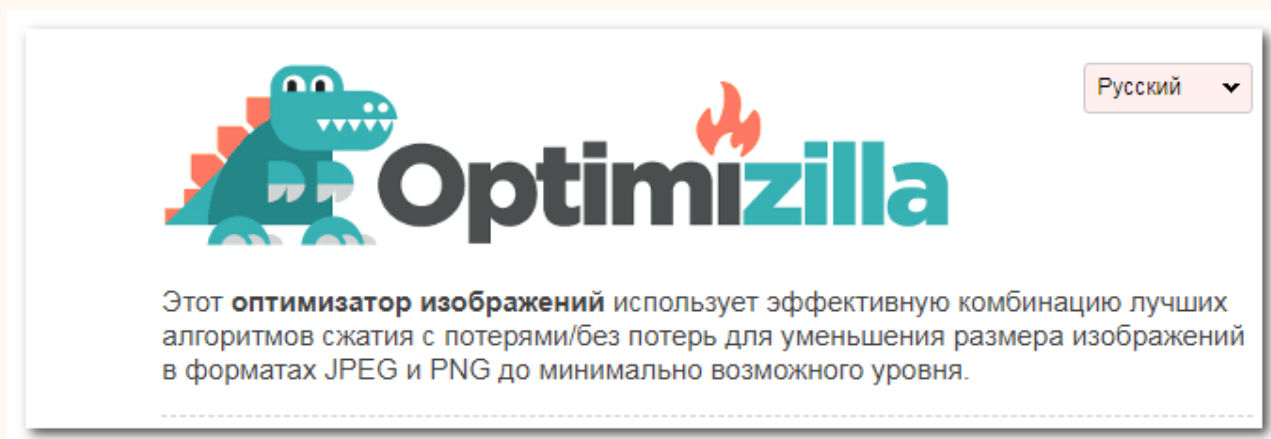 Русский
Optimizilla
Этот оптимизатор изображений использует эффективную комбинацию лучших
алгоритмов сжатия с потерями/без потерь для уменьшения размера изображений
в форматах JPEG и PNG до минимально возможного уровня.